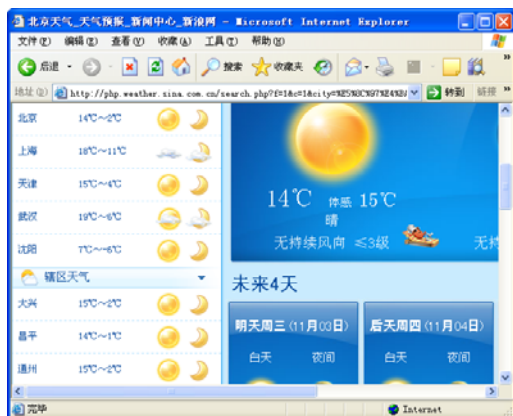 北京天气_天气预报_新闻中心_新浪网 - Microsoft Internet Explorer
文件(F) 编辑(E) 查看(V) 收藏(A) 工具(T) 帮助(H)
后退 搜索 收藏夹
地址(D) http://php.weather.sina.com.cn/search.php?f=1&c=1&city=%B1%B1%BE%A9 转到 链接
北京 14℃~2℃
上海 18℃~11℃
天津 15℃~4℃
武汉 19℃~6℃
沈阳 7℃~-6℃
辖区天气
大兴 15℃~2℃
昌平 14℃~1℃
通州 15℃~2℃
14℃ 体感 15℃
晴
无持续风向 ≤3级 无持
未来4天
明天周三(11月03日) 后天周四(11月04日)
白天 夜间 白天 夜间
完毕 Internet